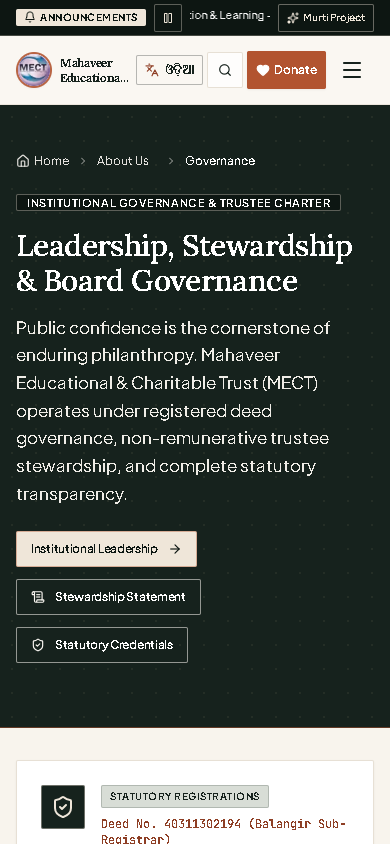 ANNOUNCEMENTS
tion & Learning -
Murti Project
MECT
Mahaveer
Educationa...
ଓଡ଼ିଆ
Donate
Home
About Us
Governance
INSTITUTIONAL GOVERNANCE & TRUSTEE CHARTER
Leadership, Stewardship
& Board Governance
Public confidence is the cornerstone of
enduring philanthropy. Mahaveer
Educational & Charitable Trust (MECT)
operates under registered deed
governance, non-remunerative trustee
stewardship, and complete statutory
transparency.
Institutional Leadership
Stewardship Statement
Statutory Credentials
STATUTORY REGISTRATIONS
Deed No. 40311302194 (Balangir Sub-
Registrar)